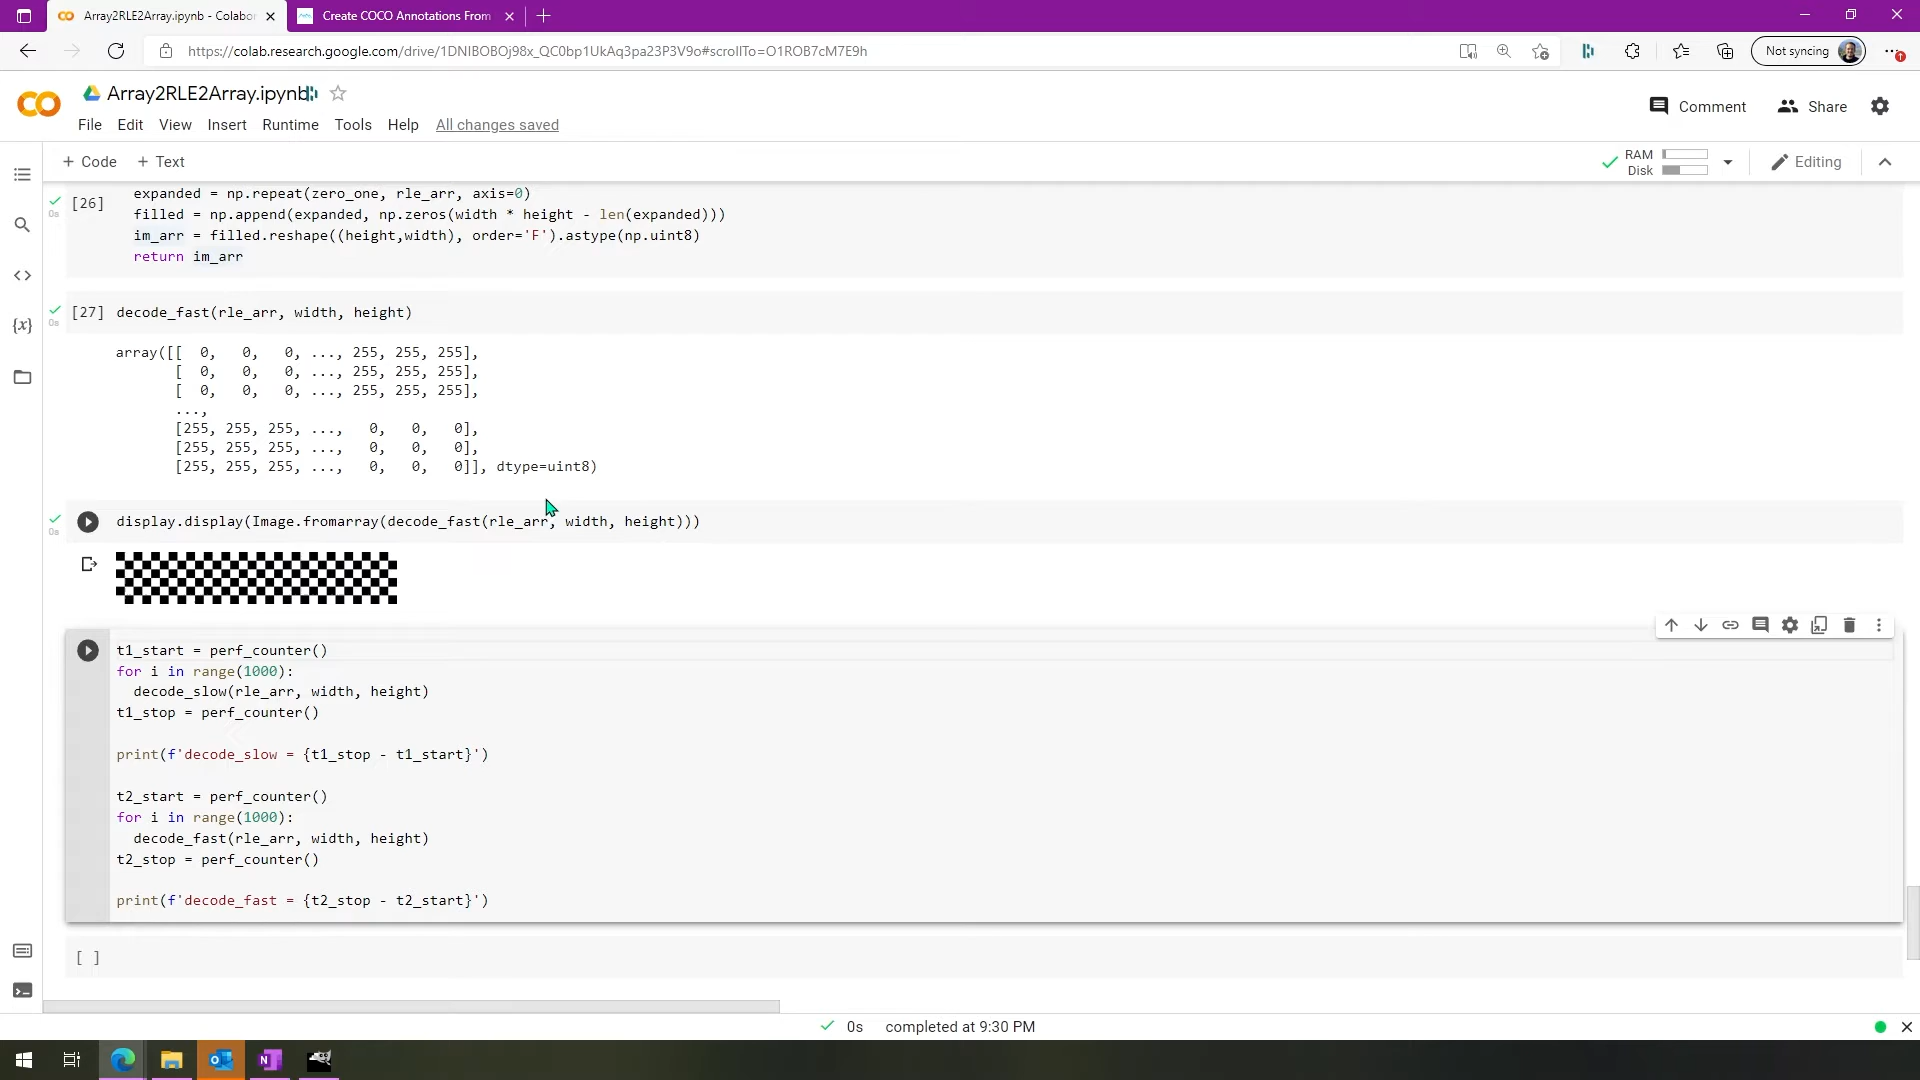 Array2RLE2Array.ipynb - Colabor
Create COCO Annotations From
https://colab.research.google.com/drive/1DNIBOBOj98x_QC0bp1UkAq3pa23P3V9o#scrollTo=O1ROB7cM7E9h
Not syncing
Array2RLE2Array.ipynb
Comment
Share
File Edit View Insert Runtime Tools Help All changes saved
+ Code + Text
RAM
Disk
Editing
[26]
0s
expanded = np.repeat(zero_one, rle_arr, axis=0)
filled = np.append(expanded, np.zeros(width * height - len(expanded)))
im_arr = filled.reshape((height,width), order='F').astype(np.uint8)
return im_arr
[27] decode_fast(rle_arr, width, height)
0s
array([[ 0, 0, 0, ..., 255, 255, 255],
[ 0, 0, 0, ..., 255, 255, 255],
[ 0, 0, 0, ..., 255, 255, 255],
...,
[255, 255, 255, ..., 0, 0, 0],
[255, 255, 255, ..., 0, 0, 0],
[255, 255, 255, ..., 0, 0, 0]], dtype=uint8)
display.display(Image.fromarray(decode_fast(rle_arr, width, height)))
0s
t1_start = perf_counter()
for i in range(1000):
decode_slow(rle_arr, width, height)
t1_stop = perf_counter()
print(f'decode_slow = {t1_stop - t1_start}')
t2_start = perf_counter()
for i in range(1000):
decode_fast(rle_arr, width, height)
t2_stop = perf_counter()
print(f'decode_fast = {t2_stop - t2_start}')
[ ]
0s completed at 9:30 PM